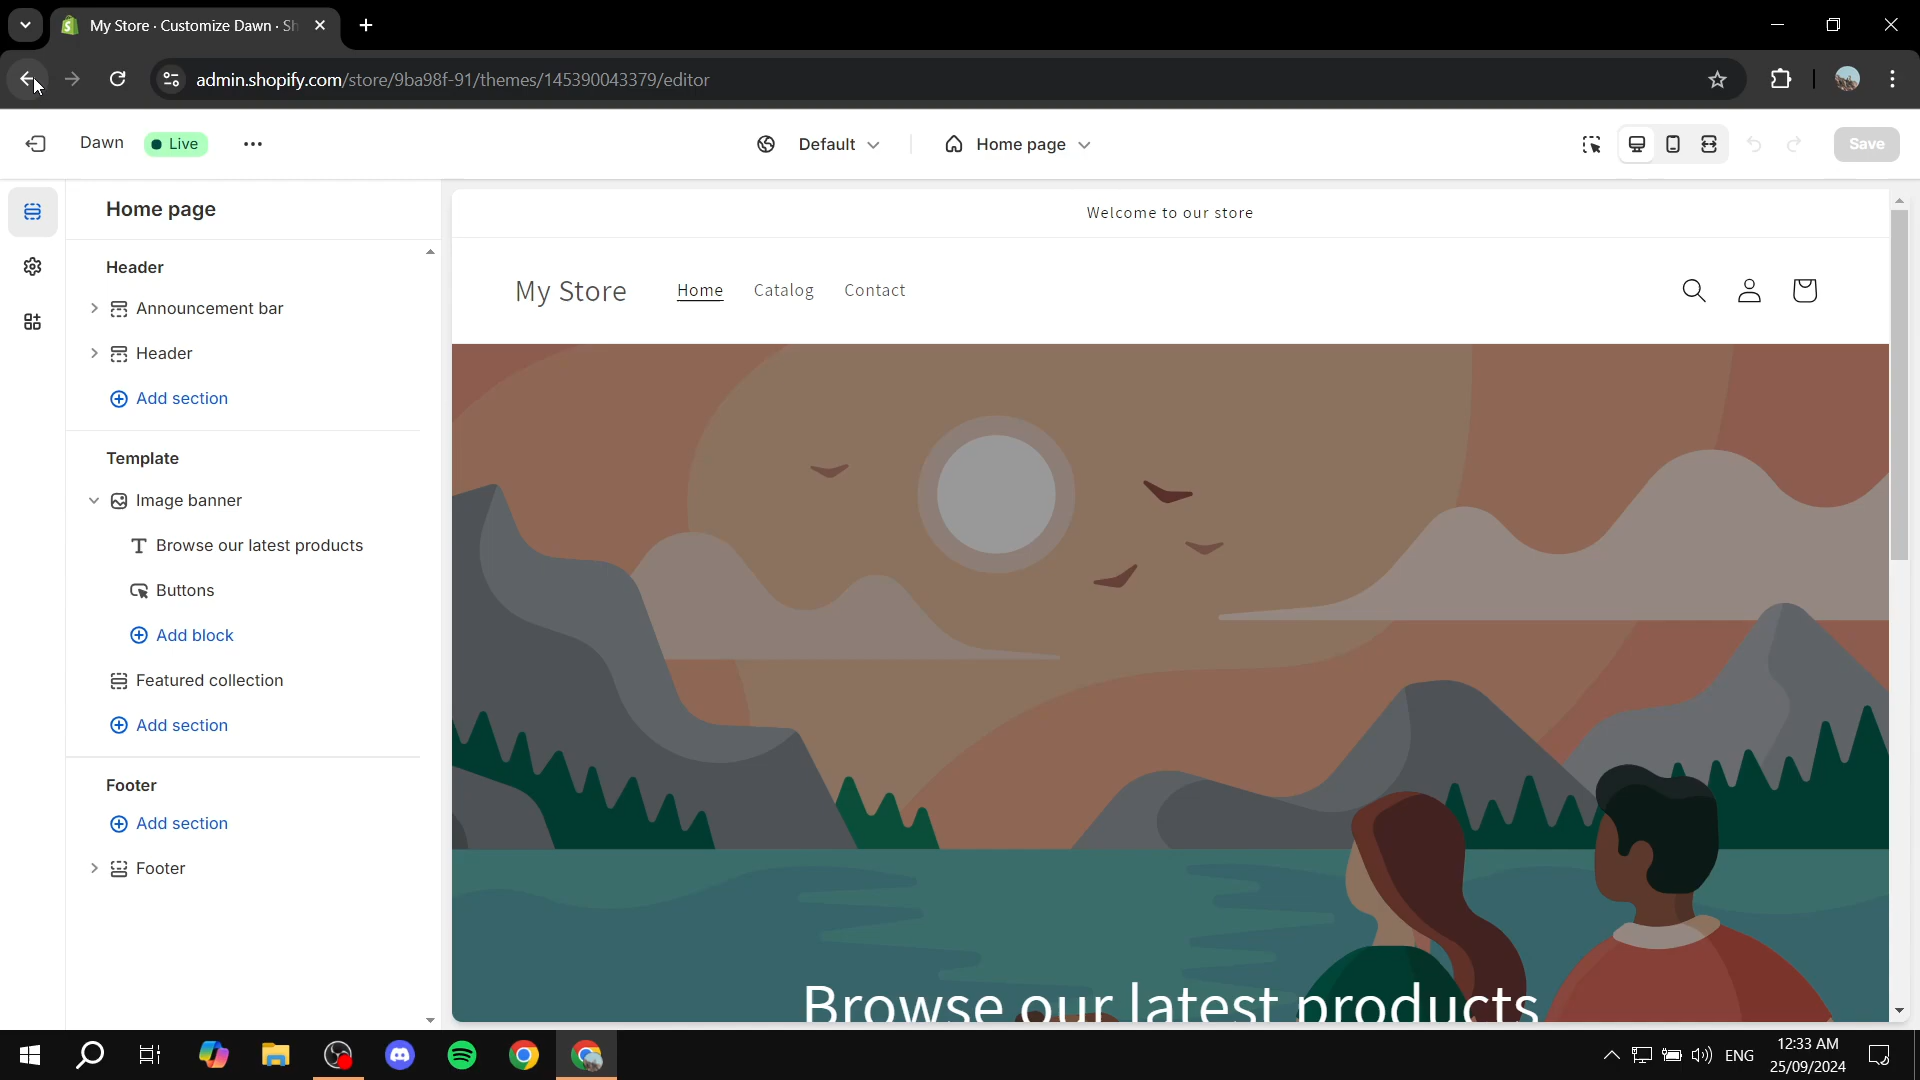 My Store · Customize Dawn · Sh
admin.shopify.com/store/9ba98f-91/themes/145390043379/editor
Dawn
Live
Default
Home page
Save
Home page
Header
Announcement bar
Header
Add section
Template
Image banner
Browse our latest products
Buttons
Add block
Featured collection
Add section
Footer
Add section
Footer
Welcome to our store
My Store
Home
Catalog
Contact
Browse our latest products
ENG
12:33 AM
25/09/2024